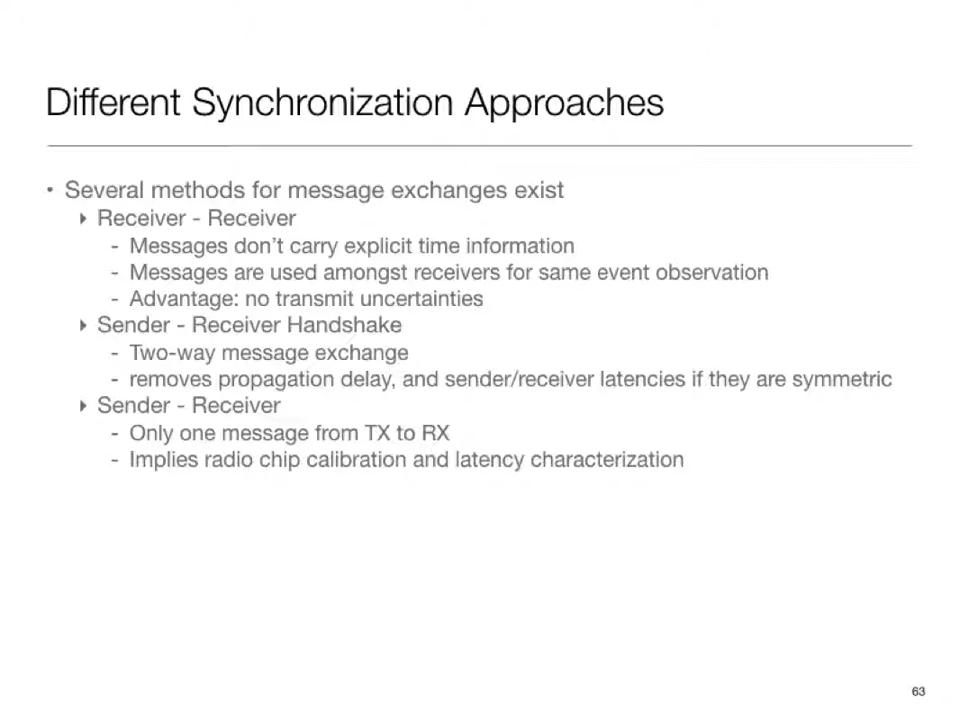 Different Synchronization Approaches
• Several methods for message exchanges exist
▸ Receiver - Receiver
- Messages don’t carry explicit time information
- Messages are used amongst receivers for same event observation
- Advantage: no transmit uncertainties
▸ Sender - Receiver Handshake
- Two-way message exchange
- removes propagation delay, and sender/receiver latencies if they are symmetric
▸ Sender - Receiver
- Only one message from TX to RX
- Implies radio chip calibration and latency characterization
63